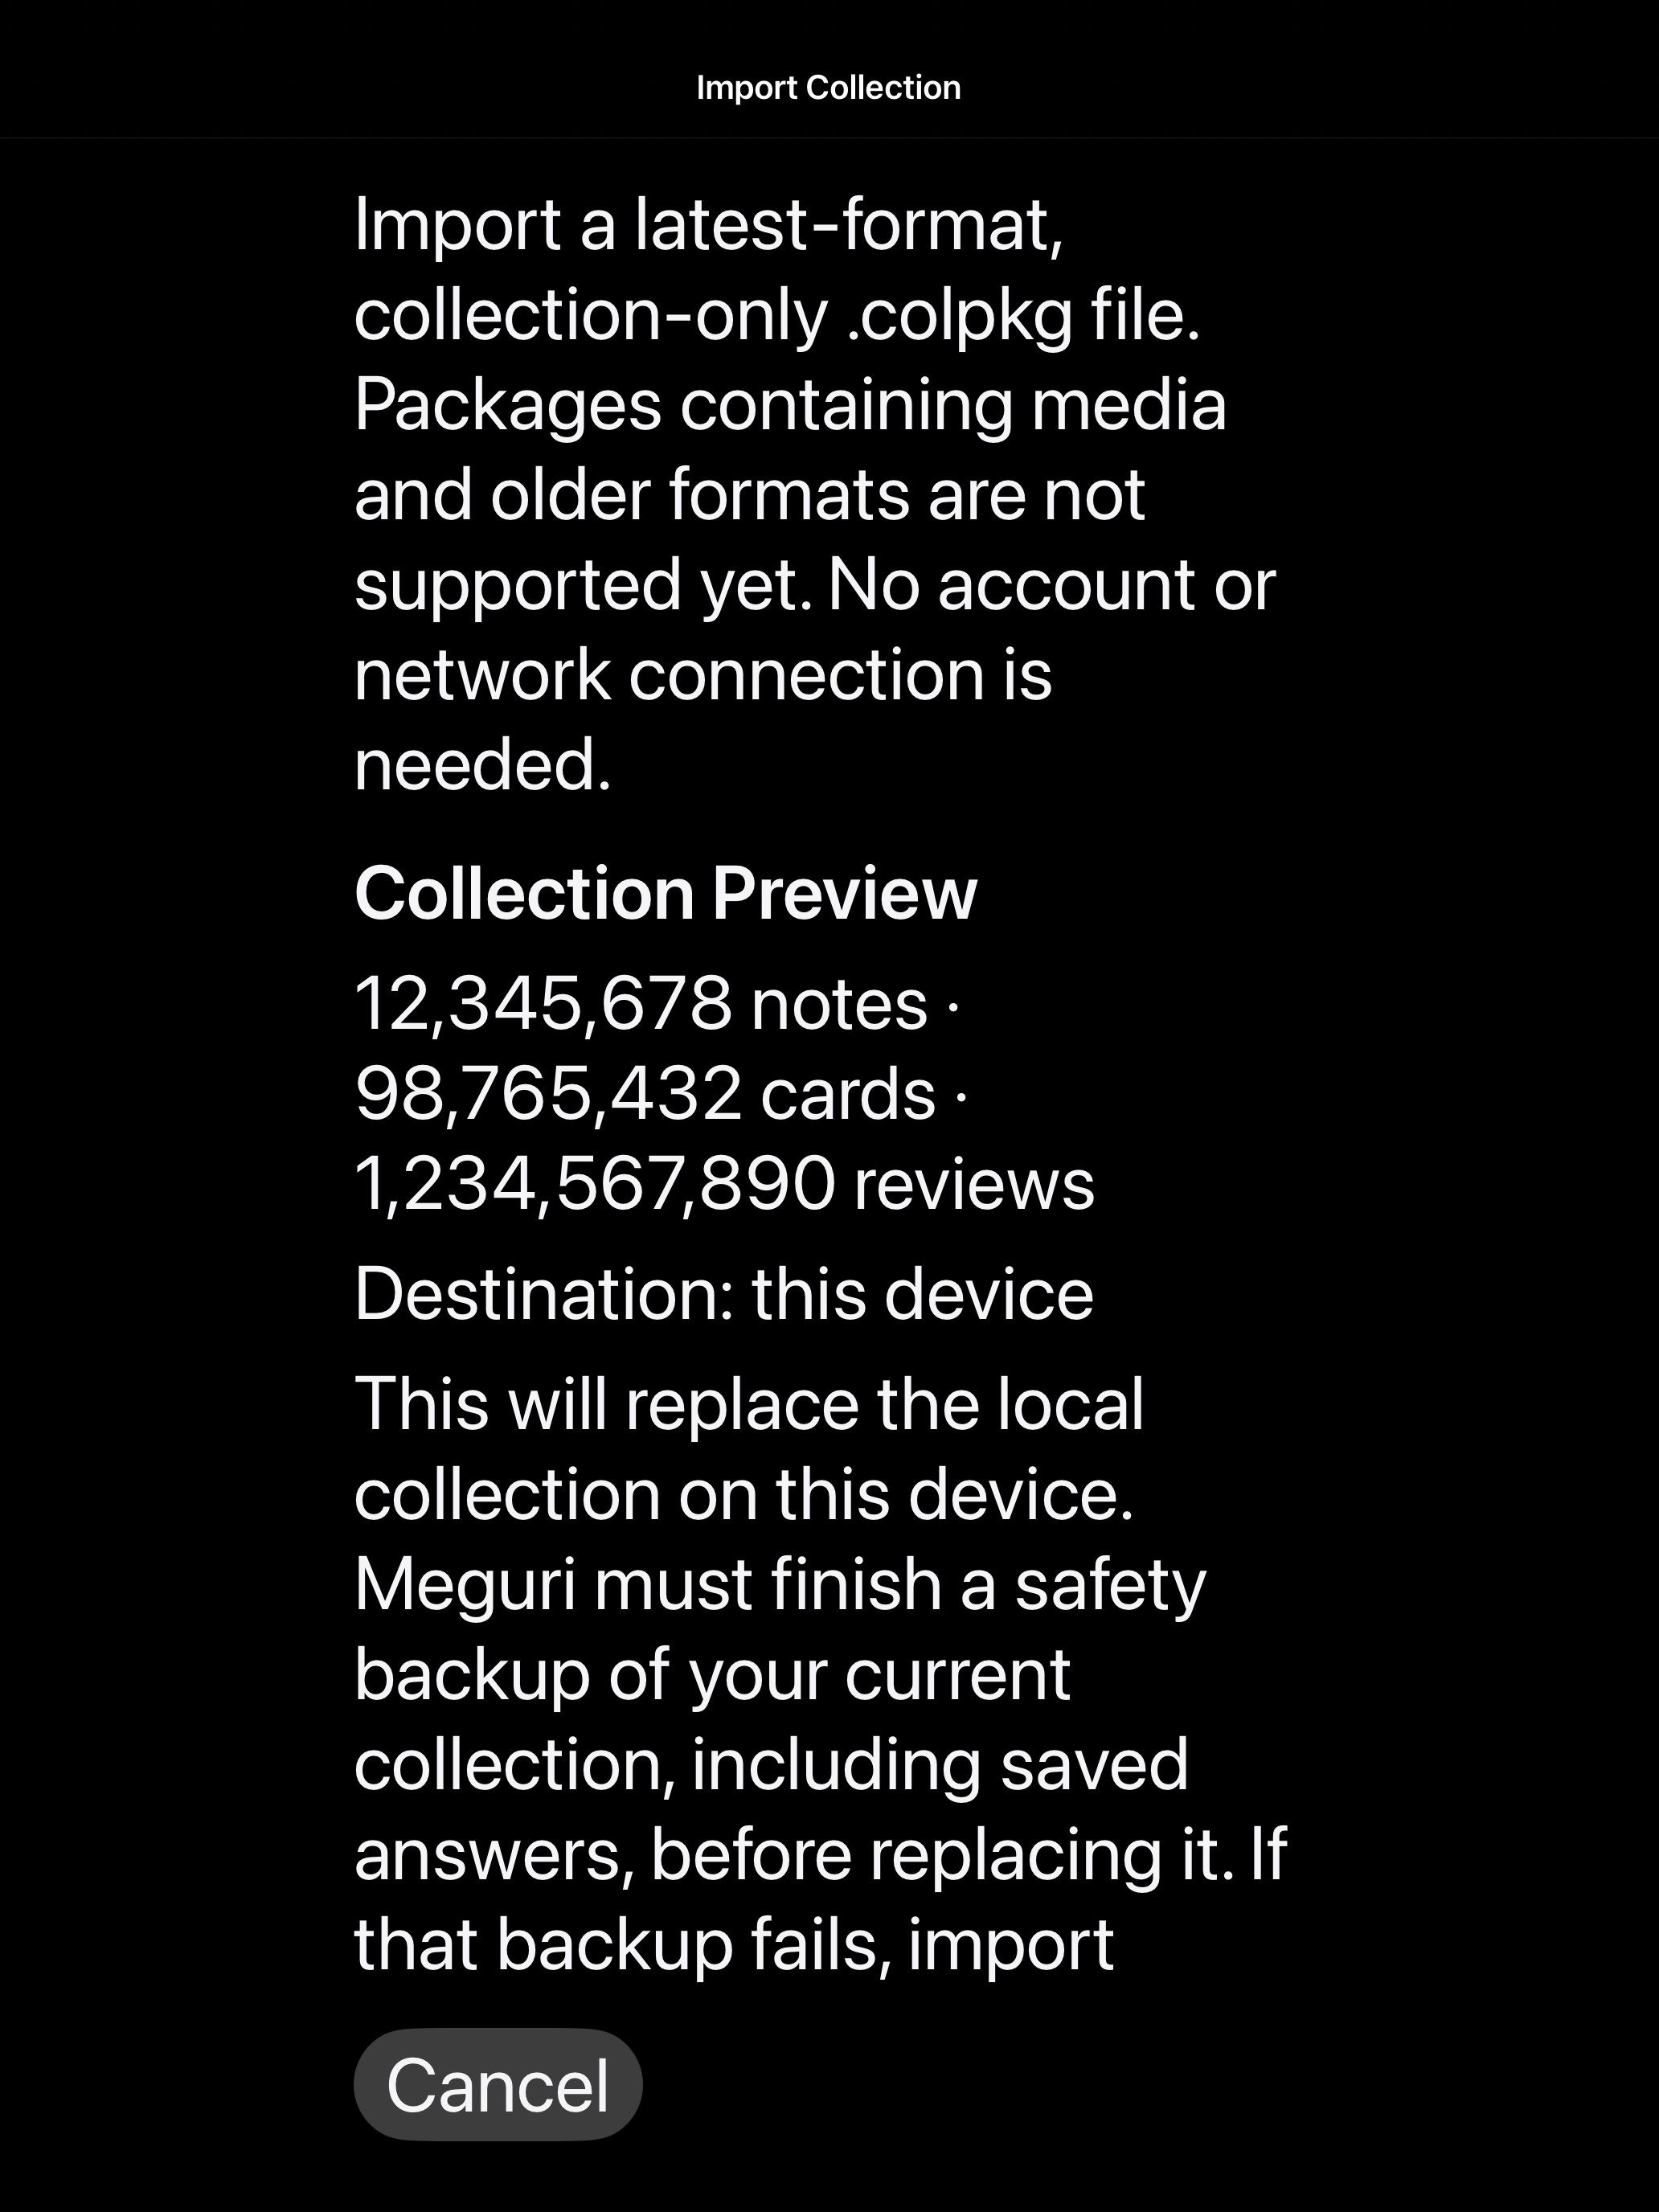 Import Collection
Import a latest-format,
collection-only .colpkg file.
Packages containing media
and older formats are not
supported yet. No account or
network connection is
needed.
Collection Preview
12,345,678 notes ·
98,765,432 cards ·
1,234,567,890 reviews
Destination: this device
This will replace the local
collection on this device.
Meguri must finish a safety
backup of your current
collection, including saved
answers, before replacing it. If
that backup fails, import
Cancel